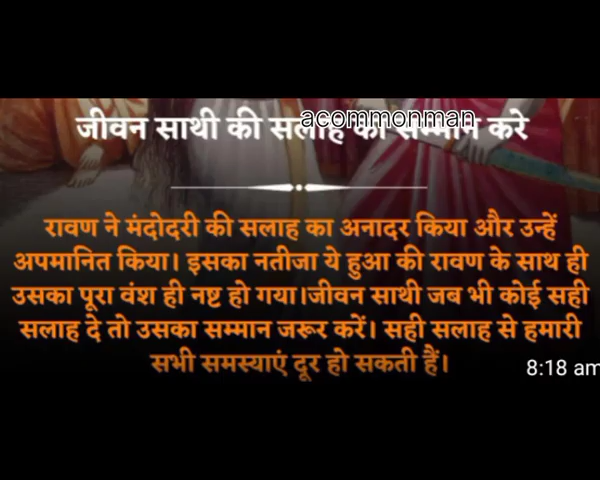 acommonman
जीवन साथी की सलाह का सम्मान करे
रावण ने मंदोदरी की सलाह का अनादर किया और उन्हें
अपमानित किया। इसका नतीजा ये हुआ की रावण के साथ ही
उसका पूरा वंश ही नष्ट हो गया।जीवन साथी जब भी कोई सही
सलाह दे तो उसका सम्मान जरूर करें। सही सलाह से हमारी
सभी समस्याएं दूर हो सकती हैं।
8:18 am